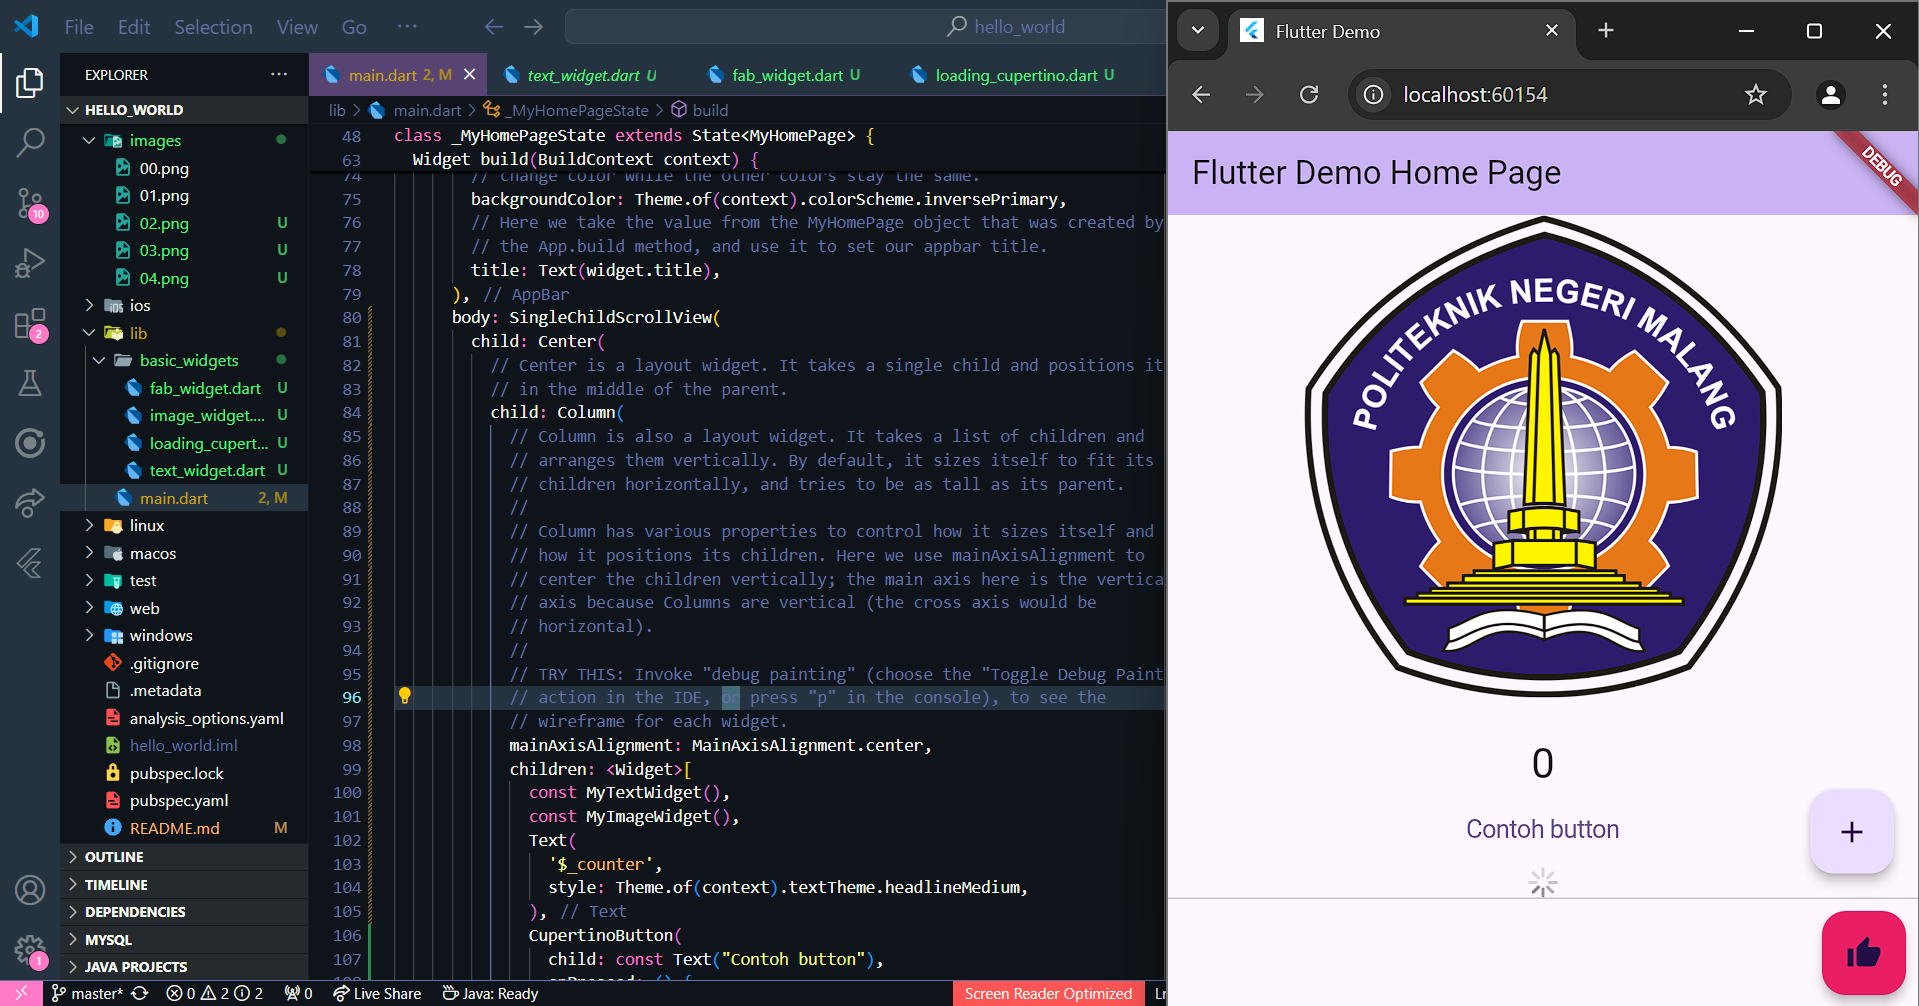 File Edit Selection View Go ··· hello_world
EXPLORER ···
HELLO_WORLD
images
00.png
01.png
02.png U
03.png U
04.png U
ios
lib
basic_widgets
fab_widget.dart U
image_widget.... U
loading_cupert... U
text_widget.dart U
main.dart 2, M
linux
macos
test
web
windows
.gitignore
.metadata
analysis_options.yaml
hello_world.iml
pubspec.lock
pubspec.yaml
README.md M
OUTLINE
TIMELINE
DEPENDENCIES
MYSQL
JAVA PROJECTS
10
2
1
main.dart 2, M text_widget.dart U fab_widget.dart U loading_cupertino.dart U
lib > main.dart > _MyHomePageState > build
48 class _MyHomePageState extends State<MyHomePage> {
63 Widget build(BuildContext context) {
74 // change color while the other colors stay the same.
75 backgroundColor: Theme.of(context).colorScheme.inversePrimary,
76 // Here we take the value from the MyHomePage object that was created by
77 // the App.build method, and use it to set our appbar title.
78 title: Text(widget.title),
79 ), // AppBar
80 body: SingleChildScrollView(
81 child: Center(
82 // Center is a layout widget. It takes a single child and positions it
83 // in the middle of the parent.
84 child: Column(
85 // Column is also a layout widget. It takes a list of children and
86 // arranges them vertically. By default, it sizes itself to fit its
87 // children horizontally, and tries to be as tall as its parent.
88 //
89 // Column has various properties to control how it sizes itself and
90 // how it positions its children. Here we use mainAxisAlignment to
91 // center the children vertically; the main axis here is the vertica
92 // axis because Columns are vertical (the cross axis would be
93 // horizontal).
94 //
95 // TRY THIS: Invoke "debug painting" (choose the "Toggle Debug Paint
96 // action in the IDE, or press "p" in the console), to see the
97 // wireframe for each widget.
98 mainAxisAlignment: MainAxisAlignment.center,
99 children: <Widget>[
100 const MyTextWidget(),
101 const MyImageWidget(),
102 Text(
103 '$_counter',
104 style: Theme.of(context).textTheme.headlineMedium,
105 ), // Text
106 CupertinoButton(
107 child: const Text("Contoh button"),
master* 0 2 2 0 Live Share Java: Ready Screen Reader Optimized
Flutter Demo
localhost:60154
Flutter Demo Home Page
DEBUG
POLITEKNIK NEGERI MALANG
0
Contoh button
+